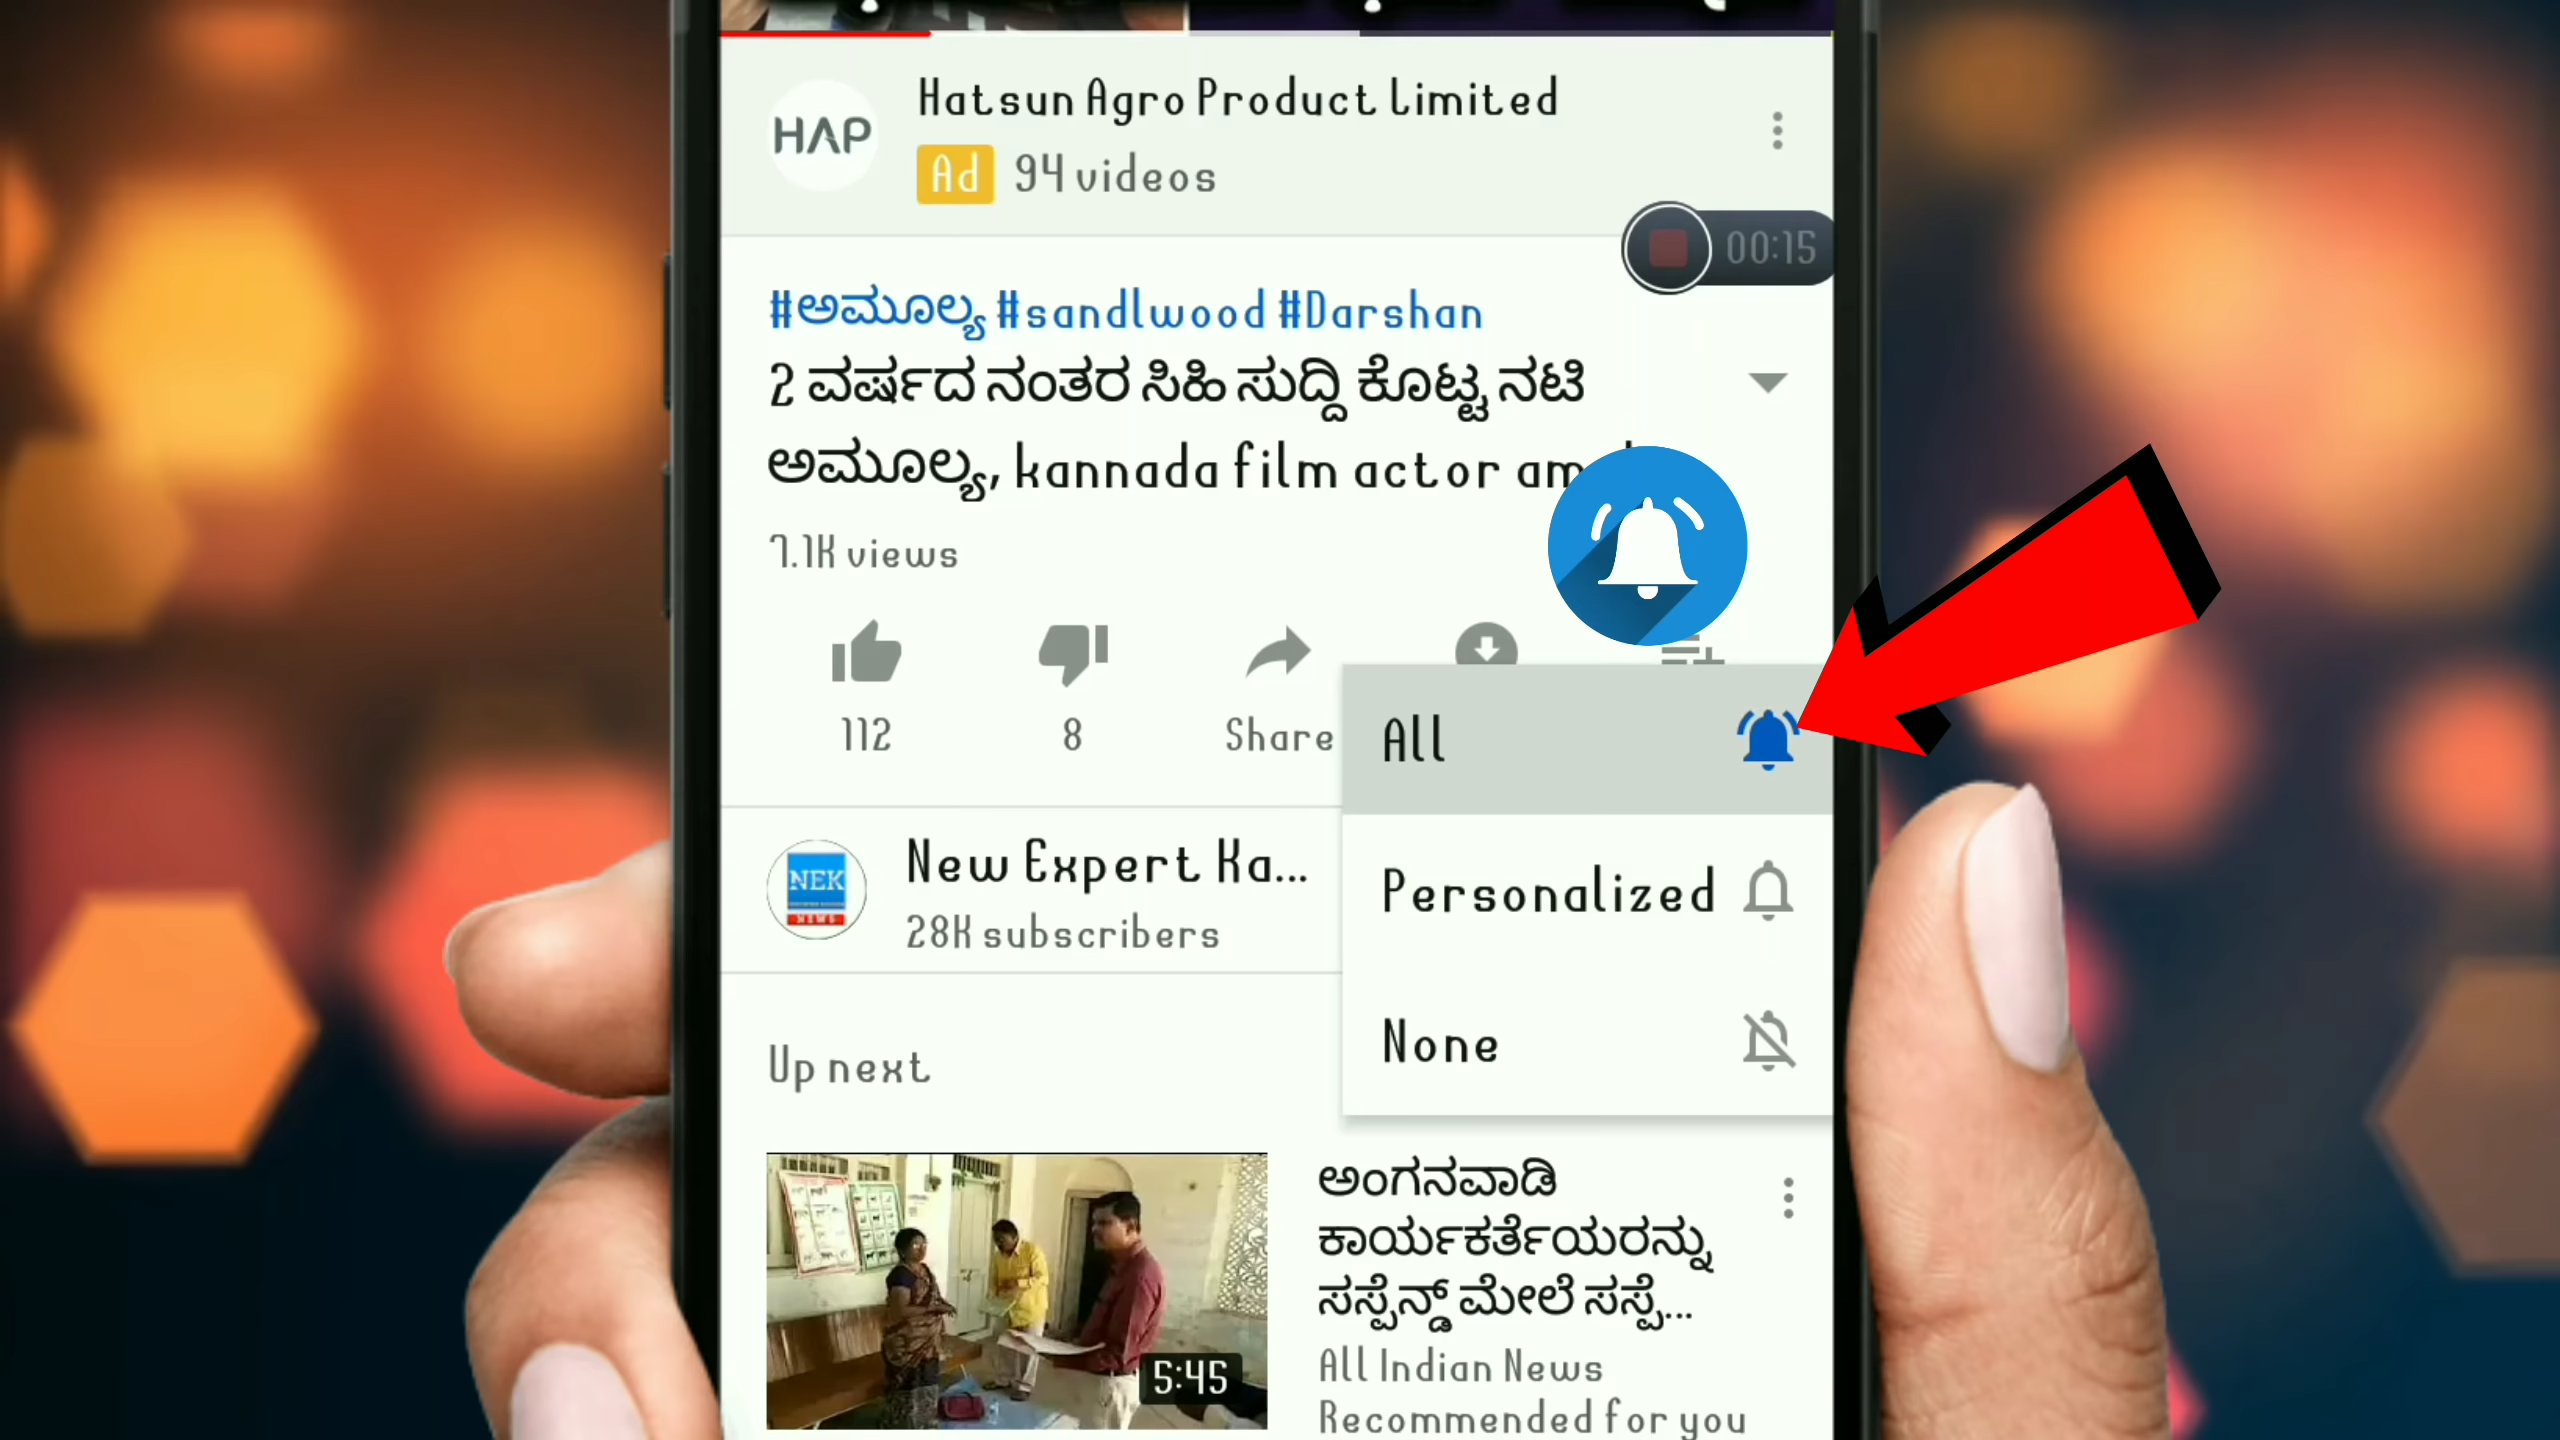 Hatsun Agro Product Limited
HAP
Ad 94 videos
00:15
#ಅಮೂಲ್ಯ #sandlwood #Darshan
2 ವರ್ಷದ ನಂತರ ಸಿಹಿ ಸುದ್ದಿ ಕೊಟ್ಟ ನಟಿ
ಅಮೂಲ್ಯ, kannada film actor am
7.1K views
112
8
Share
All
Personalized
None
NEK
NEWS
New Expert Ka...
28K subscribers
Up next
5:45
ಅಂಗನವಾಡಿ
ಕಾರ್ಯಕರ್ತೆಯರನ್ನು
ಸಸ್ಪೆನ್ಡ್ ಮೇಲೆ ಸಸ್ಪೆ...
All Indian News
Recommended for you